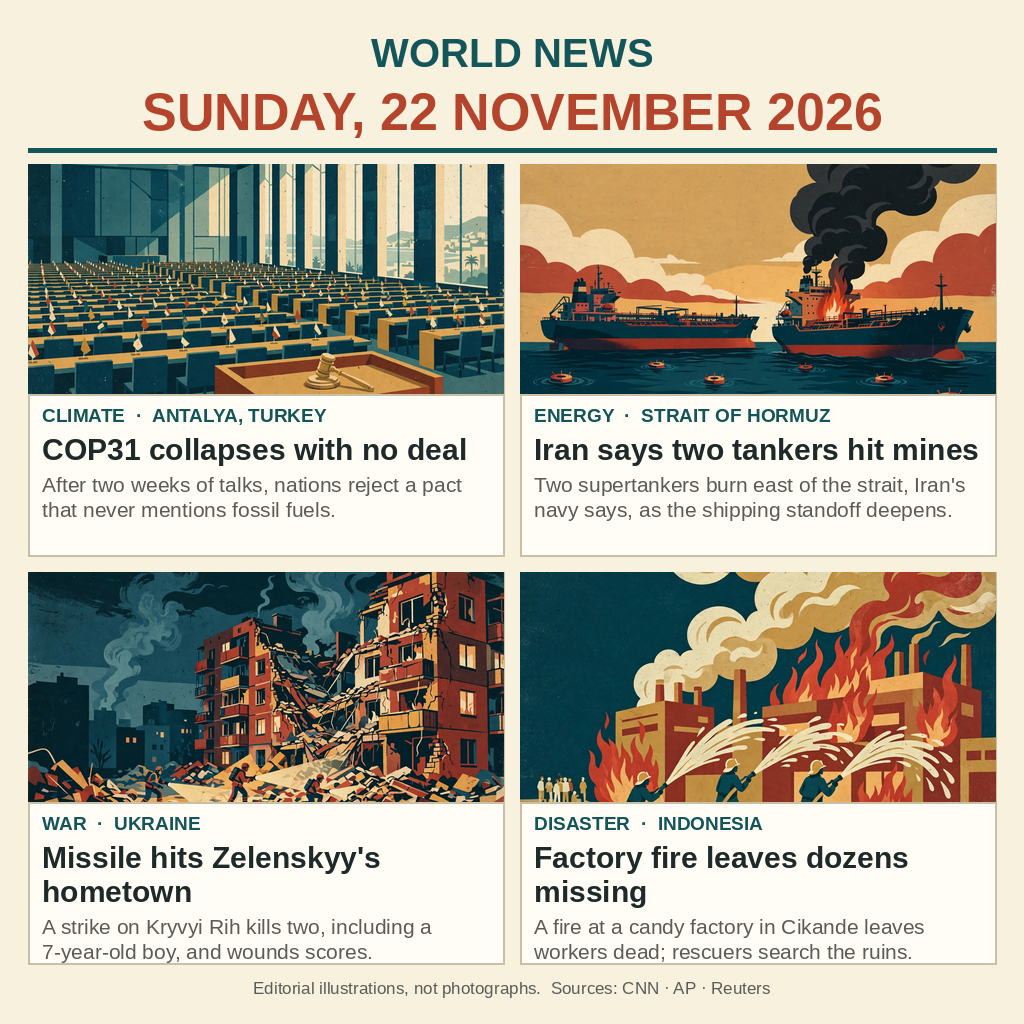 WORLD NEWS
SUNDAY, 22 NOVEMBER 2026
CLIMATE · ANTALYA, TURKEY
COP31 collapses with no deal
After two weeks of talks, nations reject a pact
that never mentions fossil fuels.
ENERGY · STRAIT OF HORMUZ
Iran says two tankers hit mines
Two supertankers burn east of the strait, Iran's
navy says, as the shipping standoff deepens.
WAR · UKRAINE
Missile hits Zelenskyy's
hometown
A strike on Kryvyi Rih kills two, including a
7-year-old boy, and wounds scores.
DISASTER · INDONESIA
Factory fire leaves dozens
missing
A fire at a candy factory in Cikande leaves
workers dead; rescuers search the ruins.
Editorial illustrations, not photographs. Sources: CNN · AP · Reuters